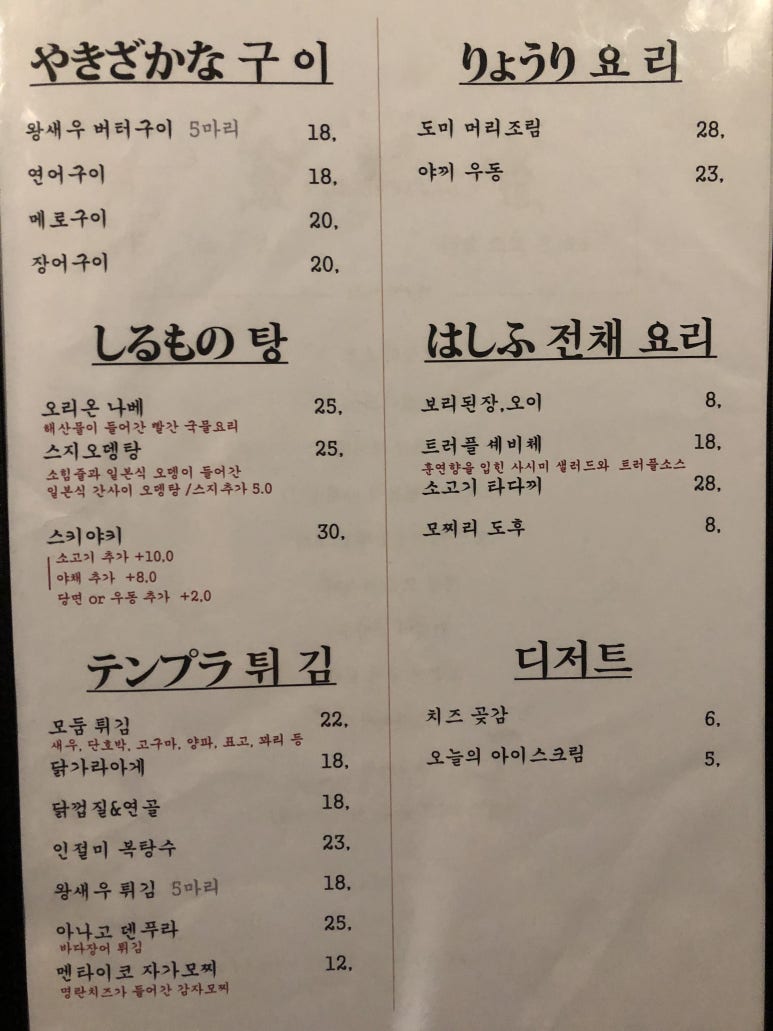 やきざかな 구이
왕새우 버터구이 5마리 18,
연어구이 18,
메로구이 20,
장어구이 20,
しるもの 탕
오리온 나베 25,
해산물이 들어간 빨간 국물요리
스지오뎅탕 25,
소힘줄과 일본식 오뎅이 들어간
일본식 간사이 오뎅탕 /스지추가 5.0
스키야키 30,
소고기 추가 +10.0
야채 추가 +8.0
당면 or 우동 추가 +2.0
テンプラ 튀김
모둠 튀김 22,
새우, 단호박, 고구마, 양파, 표고, 꽈리 등
닭가라아게 18,
닭껍질&연골 18,
인절미 복탕수 23,
왕새우 튀김 5마리 18,
아나고 덴푸라 25,
바다장어 튀김
멘타이코 자가모찌 12,
명란치즈가 들어간 감자모찌
りょうり 요리
도미 머리조림 28,
야끼 우동 23,
はしふ 전채 요리
보리된장,오이 8,
트러플 세비체 18,
훈연향을 입힌 사시미 샐러드와 트러플소스
소고기 타다끼 28,
모찌리 도후 8,
디저트
치즈 곶감 6,
오늘의 아이스크림 5,